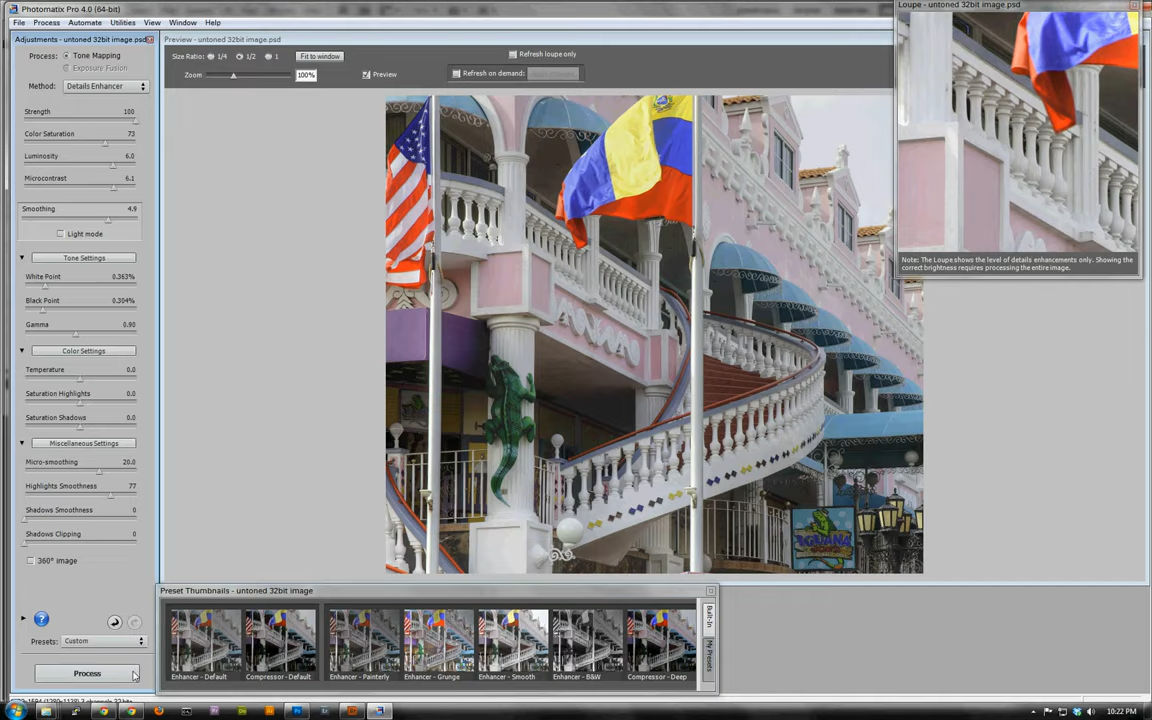 Photomatix Pro 4.0 (64-bit)
File Process Automate Utilities View Window Help
Adjustments - untoned 32bit image.psd
Process: Tone Mapping
Exposure Fusion
Method: Details Enhancer
Strength 100
Color Saturation 73
Luminosity 6.0
Microcontrast 6.1
Smoothing 4.9
Light mode
Tone Settings
White Point 0.363%
Black Point 0.304%
Gamma 0.90
Color Settings
Temperature 0.0
Saturation Highlights 0.0
Saturation Shadows 0.0
Miscellaneous Settings
Micro-smoothing 20.0
Highlights Smoothness 77
Shadows Smoothness 0
Shadows Clipping 0
360° image
?
Presets: Custom
Process
Preview - untoned 32bit image.psd
Size Ratio: 1/4 1/2 1 Fit to window
Refresh loupe only
Zoom 100% Preview
Refresh on demand:
IGUANA
Loupe - untoned 32bit image.psd
Note: The Loupe shows the level of details enhancements only. Showing the
correct brightness requires processing the entire image.
Preset Thumbnails - untoned 32bit image
Enhancer - Default Compressor - Default Enhancer - Painterly Enhancer - Grunge Enhancer - Smooth Enhancer - B&W Compressor - Deep
Built-In
My Presets
10:22 PM